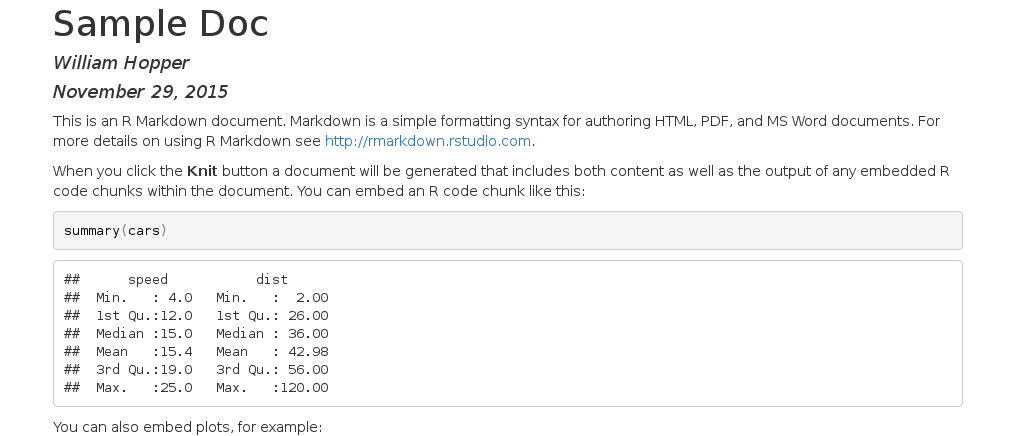 Sample Doc
William Hopper
November 29, 2015
This is an R Markdown document. Markdown is a simple formatting syntax for authoring HTML, PDF, and MS Word documents. For
more details on using R Markdown see http://rmarkdown.rstudio.com.
When you click the Knit button a document will be generated that includes both content as well as the output of any embedded R
code chunks within the document. You can embed an R code chunk like this:
summary(cars)
##      speed           dist
##  Min.   : 4.0   Min.   :  2.00
##  1st Qu.:12.0   1st Qu.: 26.00
##  Median :15.0   Median : 36.00
##  Mean   :15.4   Mean   : 42.98
##  3rd Qu.:19.0   3rd Qu.: 56.00
##  Max.   :25.0   Max.   :120.00
You can also embed plots, for example: